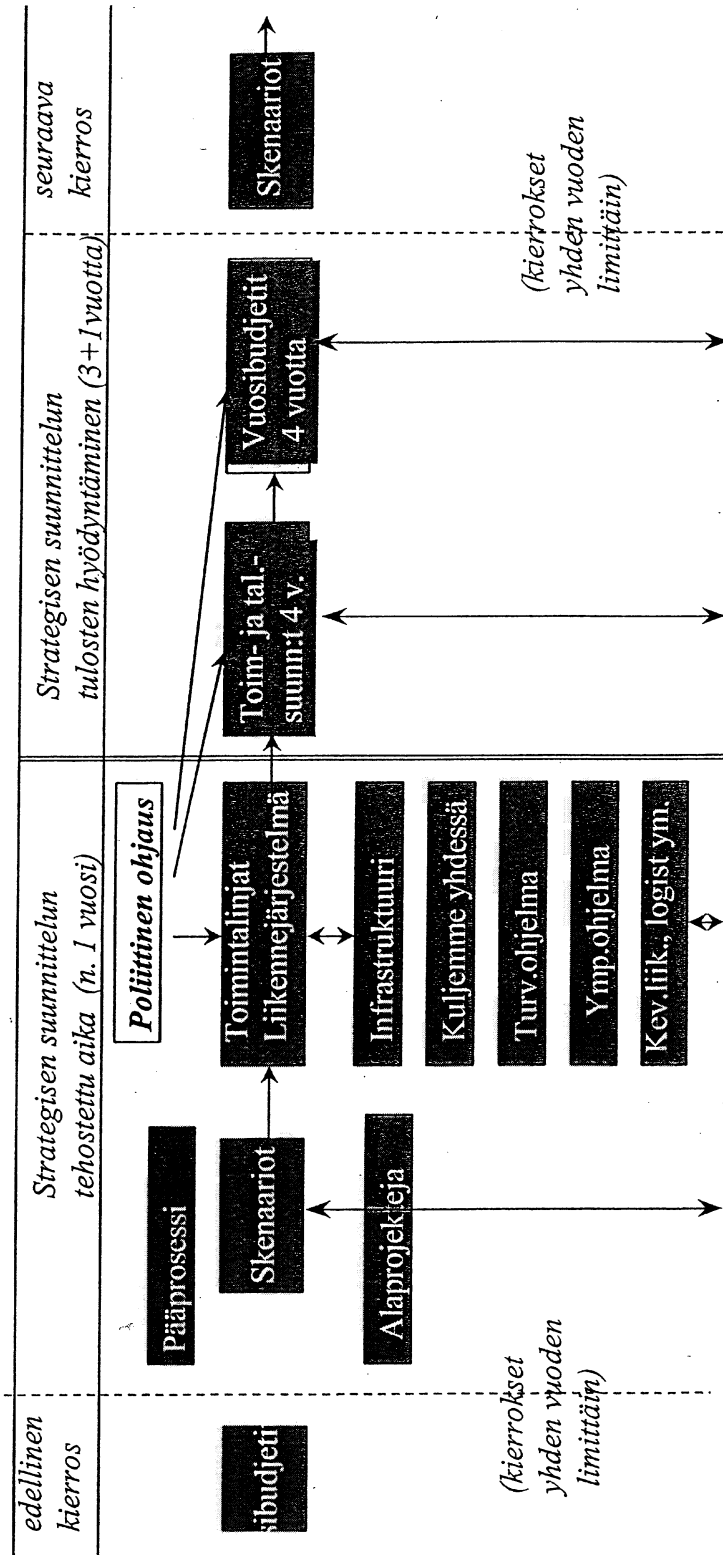 edellinen
kierros
Strategisen suunnittelun
tehostettu aika (n. 1 vuosi)
Strategisen suunnittelun
tulosten hyödyntäminen (3+1vuotta)
seuraava
kierros
Pääprosessi
Poliittinen ohjaus
sibudjeti
Skenaariot
Toimintalinjat
Liikennejärjestelmä
Toim- ja tal.-
suunn:t 4 v.
Vuosibudjetit
4 vuotta
Skenaariot
Alaprojekteja
Infrastruktuuri
Kuljemme yhdessä
Turv.ohjelma
Ymp.ohjelma
Kev.liik., logist ym.
(kierrokset
yhden vuoden
limittäin)
(kierrokset
yhden vuoden
limittäin)